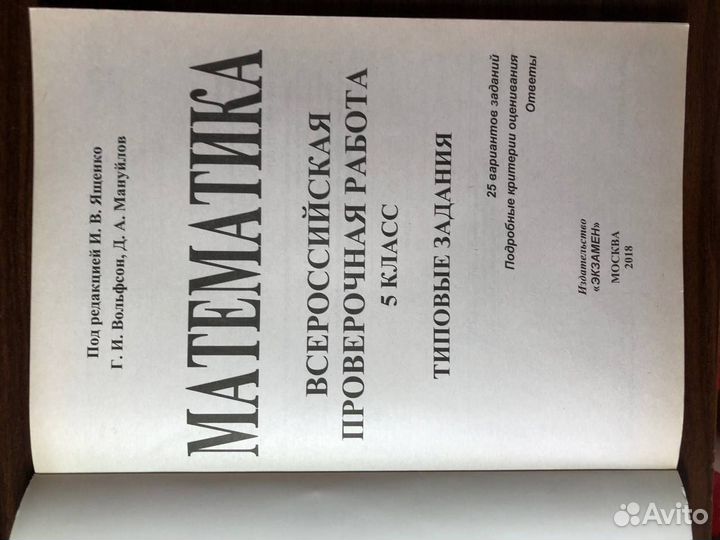 Под редакцией И. В. Ященко
Г. И. Вольфсон, Д. А. Мануйлов
МАТЕМАТИКА
ВСЕРОССИЙСКАЯ
ПРОВЕРОЧНАЯ РАБОТА
5 КЛАСС
ТИПОВЫЕ ЗАДАНИЯ
25 вариантов заданий
Подробные критерии оценивания
Ответы
Издательство
«ЭКЗАМЕН»
МОСКВА
2018
Avito